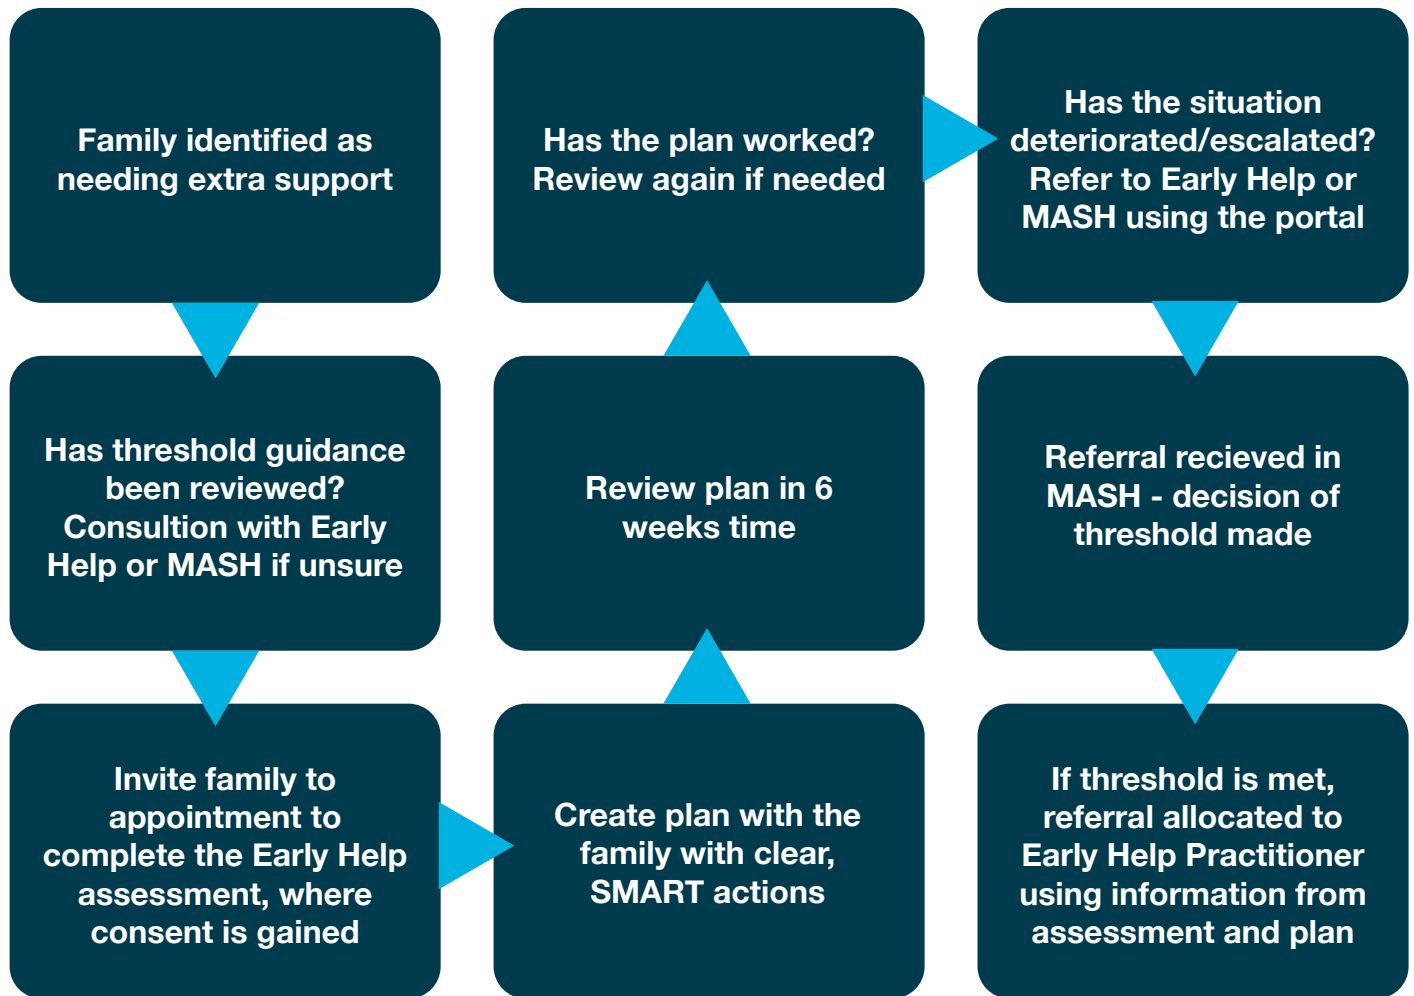 Family identified as
needing extra support
Has threshold guidance
been reviewed?
Consultion with Early
Help or MASH if unsure
Invite family to
appointment to
complete the Early Help
assessment, where
consent is gained
Create plan with the
family with clear,
SMART actions
Review plan in 6
weeks time
Has the plan worked?
Review again if needed
Has the situation
deteriorated/escalated?
Refer to Early Help or
MASH using the portal
Referral recieved in
MASH - decision of
threshold made
If threshold is met,
referral allocated to
Early Help Practitioner
using information from
assessment and plan